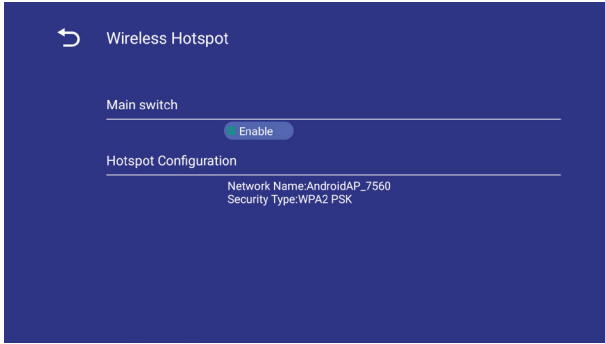 Wireless Hotspot
Main switch
Enable
Hotspot Configuration
Network Name:AndroidAP_7560
Security Type:WPA2 PSK